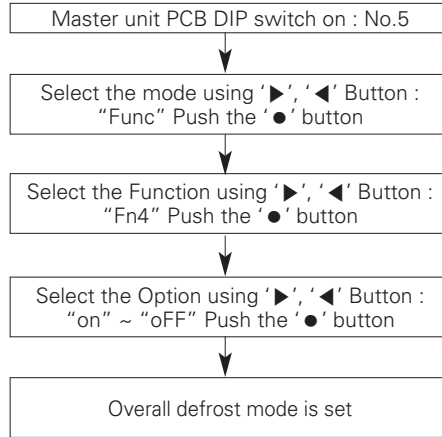 Master unit PCB DIP switch on : No.5
Select the mode using ‘▶’, ‘◀’ Button :
“Func” Push the ‘●’ button
Select the Function using ‘▶’, ‘◀’ Button :
“Fn4” Push the ‘●’ button
Select the Option using ‘▶’, ‘◀’ Button :
“on” ~ “oFF” Push the ‘●’ button
Overall defrost mode is set